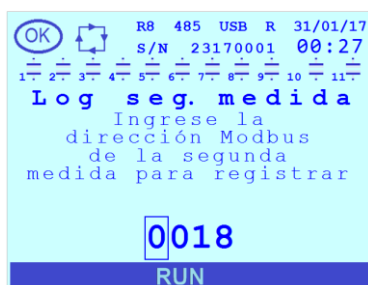 OK R8 485 USB R 31/01/17
S/N 23170001 00:27
1 2 3 4 5 6 7 8 9 10 11
Log seg. medida
Ingrese la
dirección Modbus
de la segunda
medida para registrar
0018
RUN